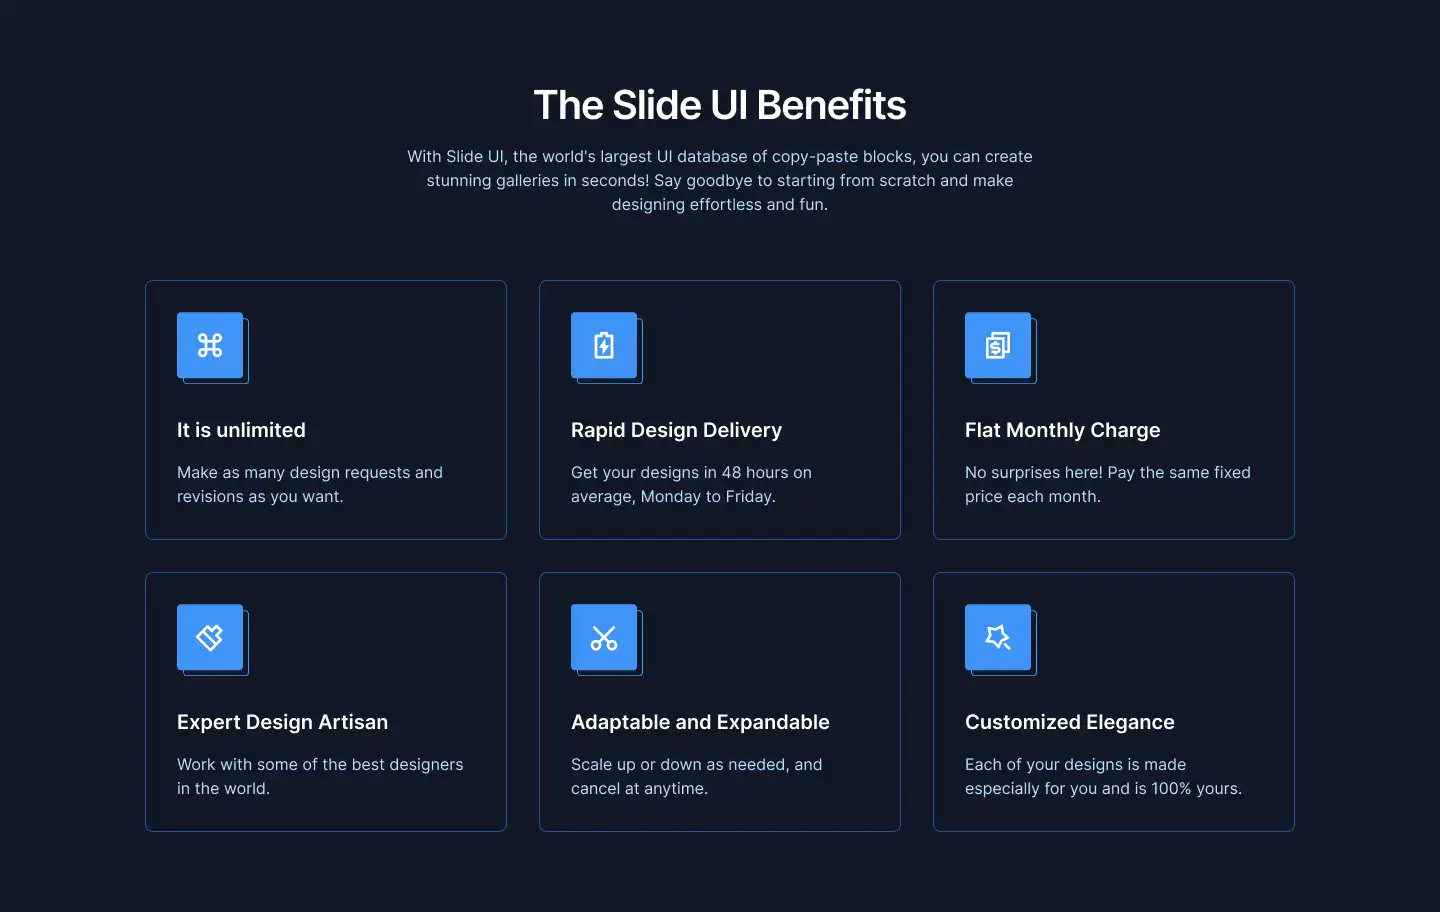 The Slide UI Benefits
With Slide UI, the world's largest UI database of copy-paste blocks, you can create
stunning galleries in seconds! Say goodbye to starting from scratch and make
designing effortless and fun.
It is unlimited
Make as many design requests and
revisions as you want.
Rapid Design Delivery
Get your designs in 48 hours on
average, Monday to Friday.
Flat Monthly Charge
No surprises here! Pay the same fixed
price each month.
Expert Design Artisan
Work with some of the best designers
in the world.
Adaptable and Expandable
Scale up or down as needed, and
cancel at anytime.
Customized Elegance
Each of your designs is made
especially for you and is 100% yours.